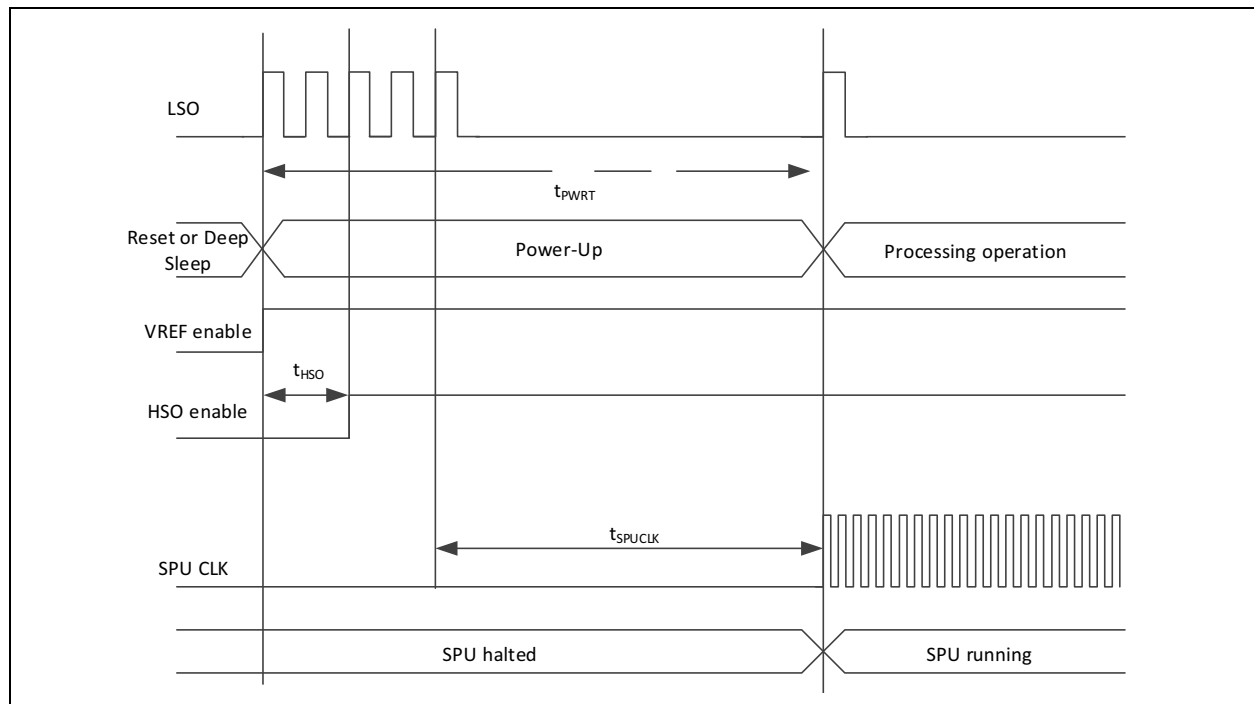 LSO
tPWRT
Reset or Deep
Sleep
Power-Up
Processing operation
VREF enable
tHSO
HSO enable
tSPUCLK
SPU CLK
SPU halted
SPU running